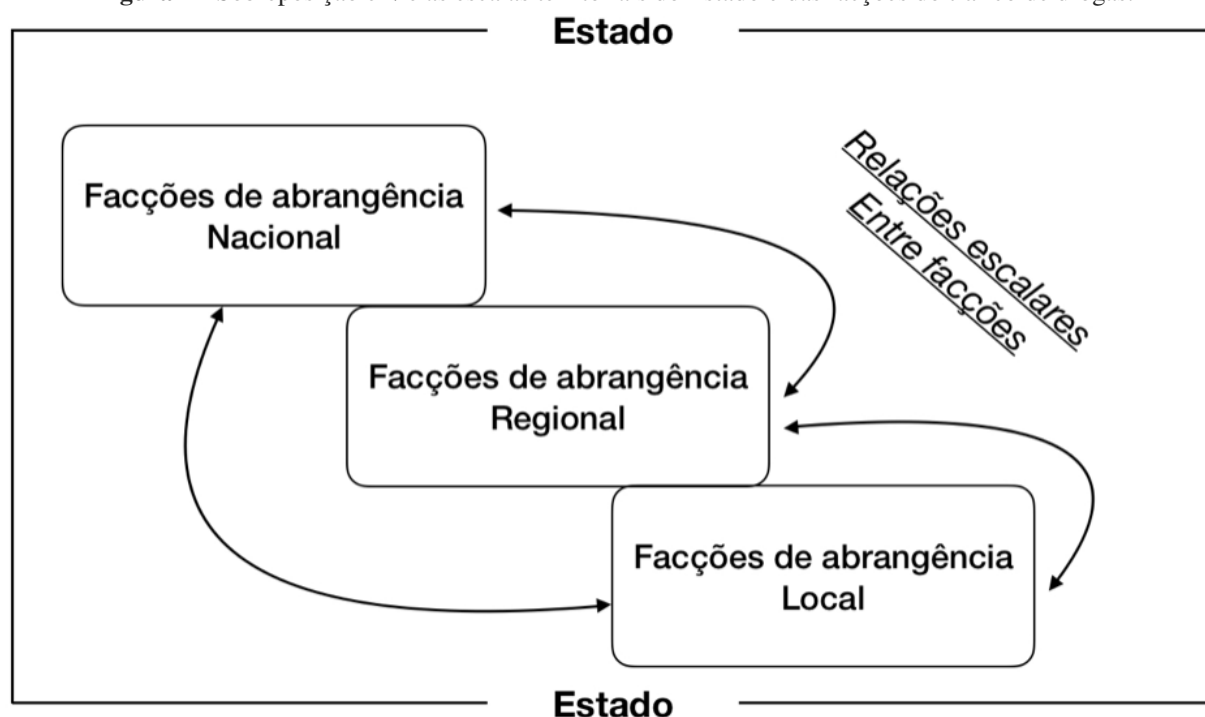 Estado
Facções de abrangência
Nacional
Relações escalares
Entre facções
Facções de abrangência
Regional
Facções de abrangência
Local
Estado